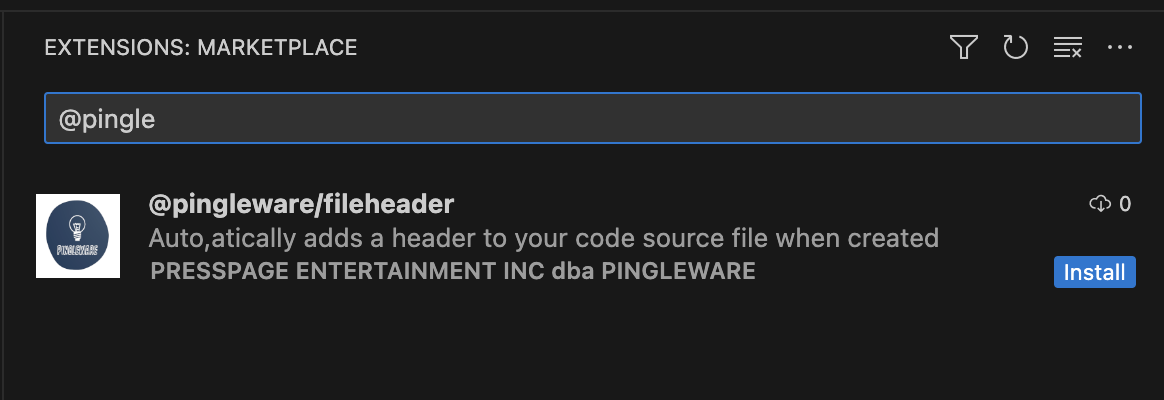 EXTENSIONS: MARKETPLACE
@pingle
@pingleware/fileheader
0
Auto,atically adds a header to your code source file when created
PRESSPAGE ENTERTAINMENT INC dba PINGLEWARE
Install
PINGLEWARE